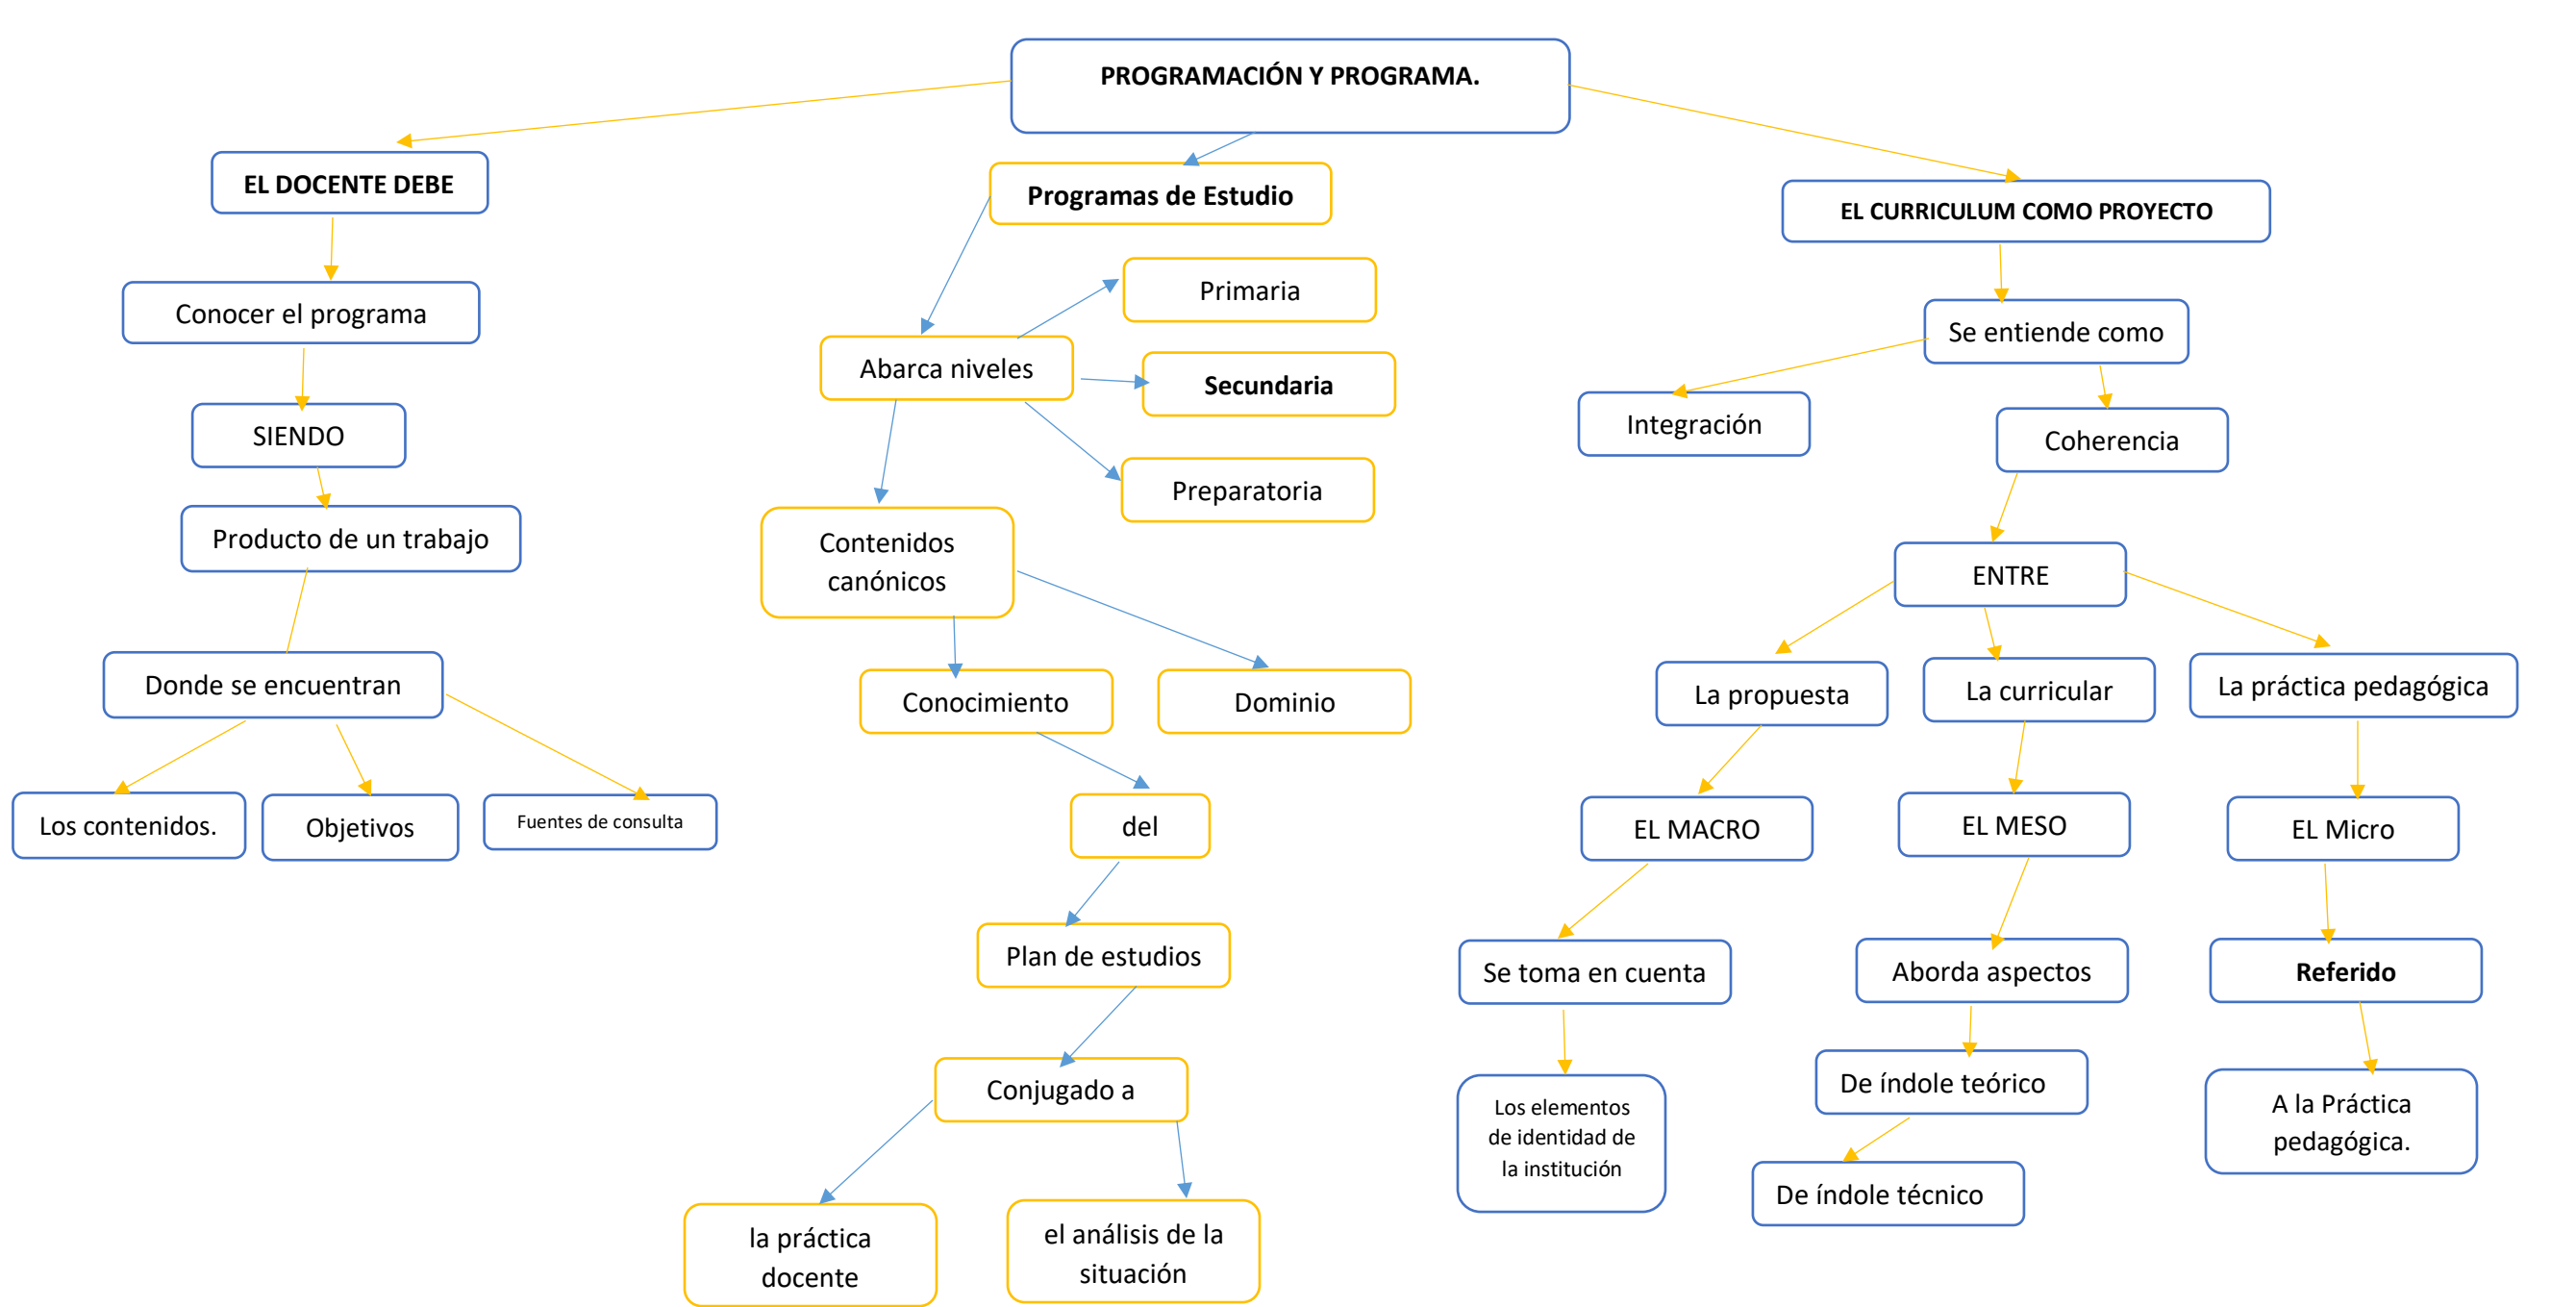 PROGRAMACIÓN Y PROGRAMA.
EL DOCENTE DEBE
Conocer el programa
SIENDO
Producto de un trabajo
Donde se encuentran
Los contenidos.
Objetivos
Fuentes de consulta
Programas de Estudio
Abarca niveles
Primaria
Secundaria
Preparatoria
Contenidos
canónicos
Conocimiento
Dominio
del
Plan de estudios
Conjugado a
la práctica
docente
el análisis de la
situación
EL CURRICULUM COMO PROYECTO
Se entiende como
Integración
Coherencia
ENTRE
La propuesta
La curricular
La práctica pedagógica
EL MACRO
EL MESO
EL Micro
Se toma en cuenta
Aborda aspectos
Referido
Los elementos
de identidad de
la institución
De índole teórico
De índole técnico
A la Práctica
pedagógica.